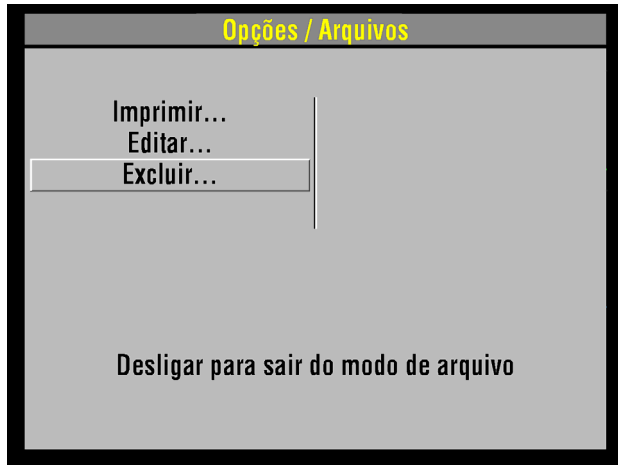 Opções / Arquivos
Imprimir...
Editar...
Excluir...
Desligar para sair do modo de arquivo